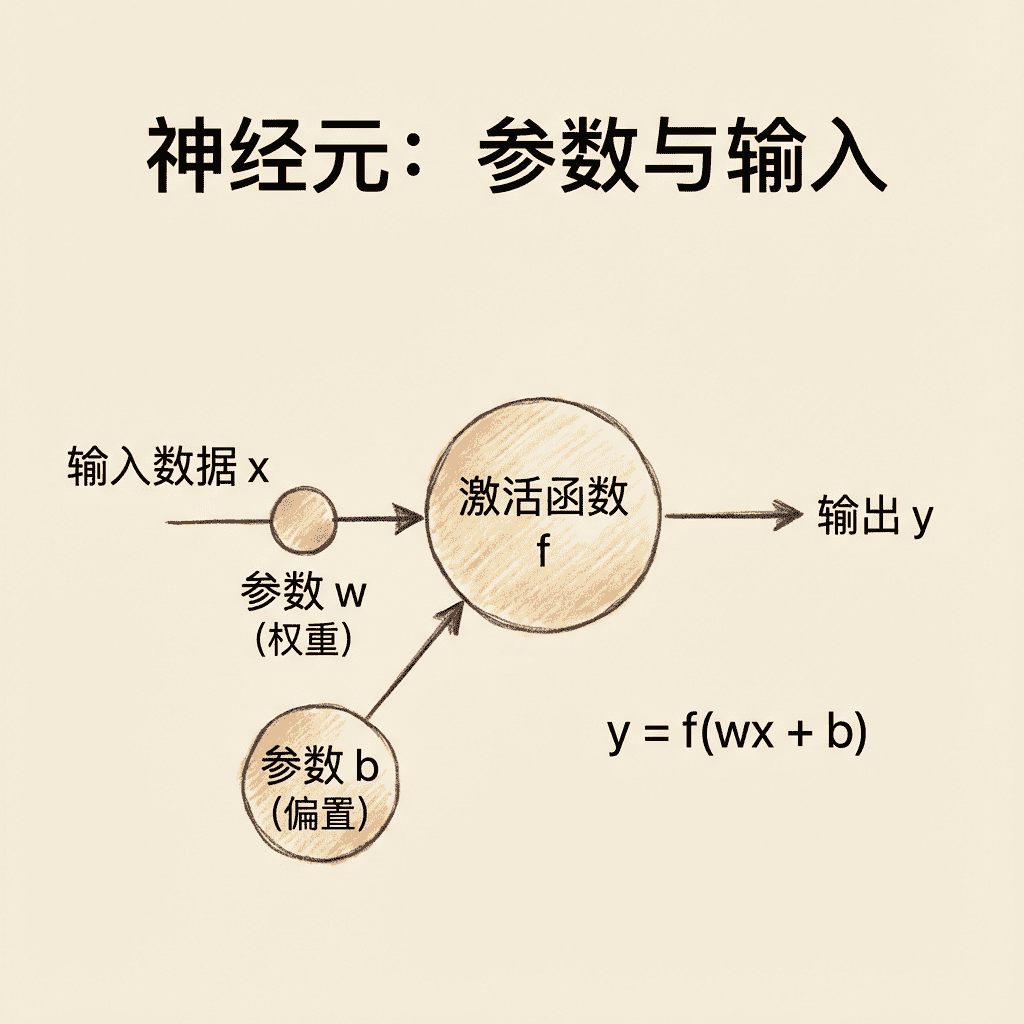 神经元：参数与输入
输入数据 x
激活函数
f
输出 y
参数 w
(权重)
参数 b
(偏置)
y = f(wx + b)